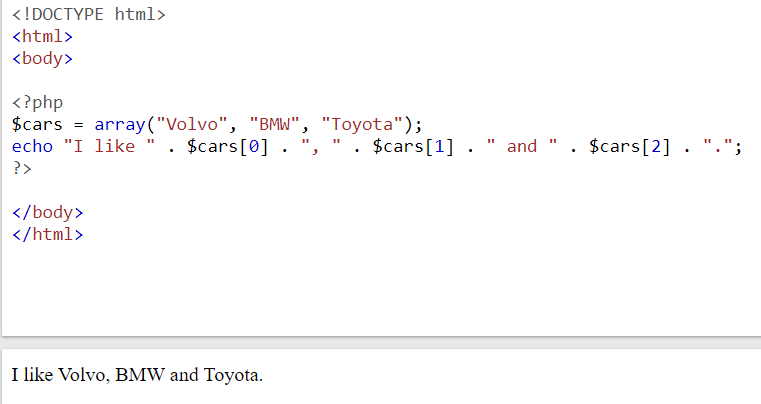 <!DOCTYPE html>
<html>
<body>
<?php
$cars = array("Volvo", "BMW", "Toyota");
echo "I like " . $cars[0] . ", " . $cars[1] . " and " . $cars[2] . ".";
?>
</body>
</html>
I like Volvo, BMW and Toyota.